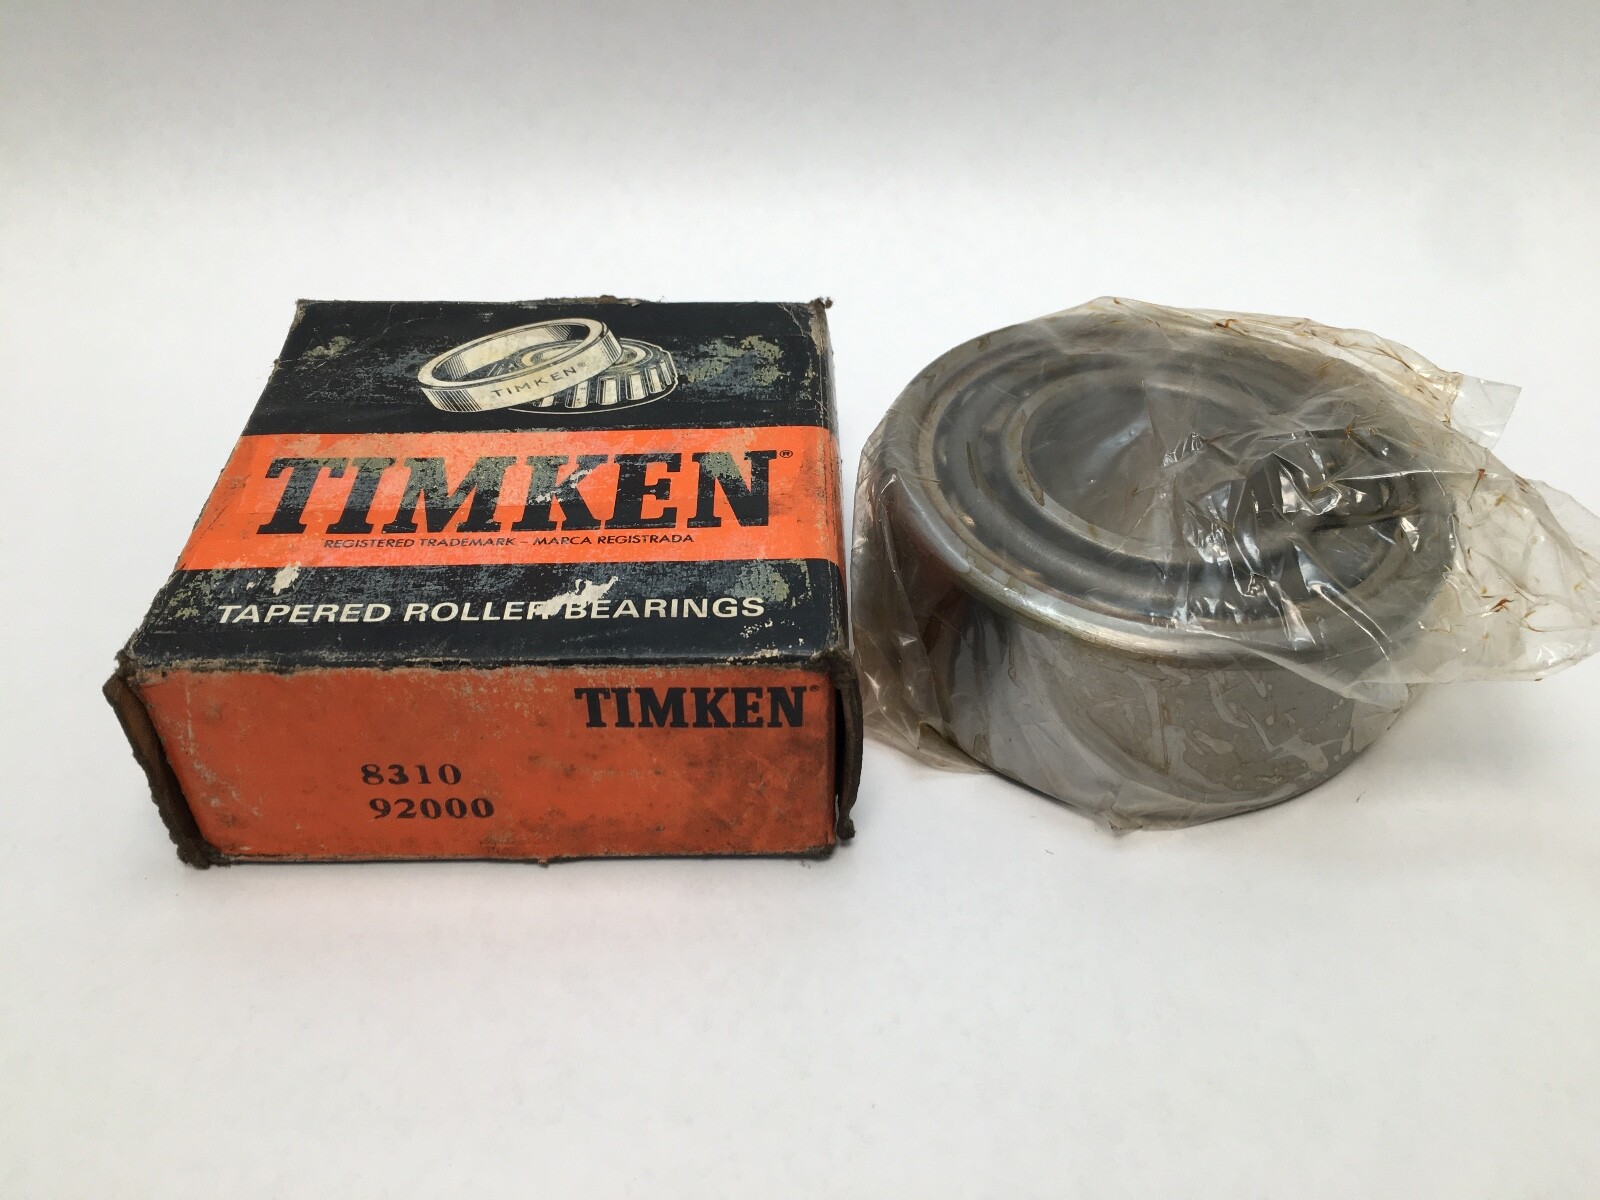 TIMKEN®
TIMKEN®
REGISTERED TRADEMARK – MARCA REGISTRADA
TAPERED ROLLER BEARINGS
TIMKEN®
8310
92000